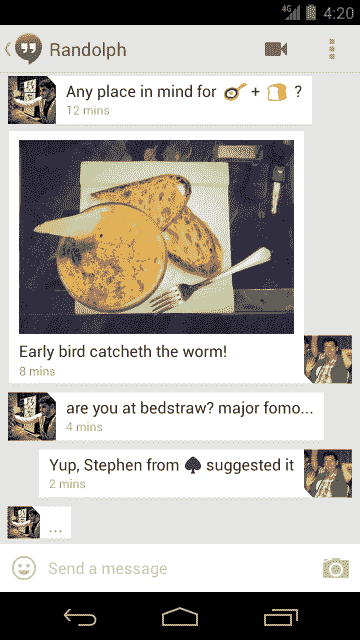 4G 4:20
Randolph
Any place in mind for 🍳 + 🍞 ?
12 mins
Early bird catcheth the worm!
8 mins
are you at bedstraw? major fomo...
4 mins
Yup, Stephen from ♠ suggested it
2 mins
...
Send a message